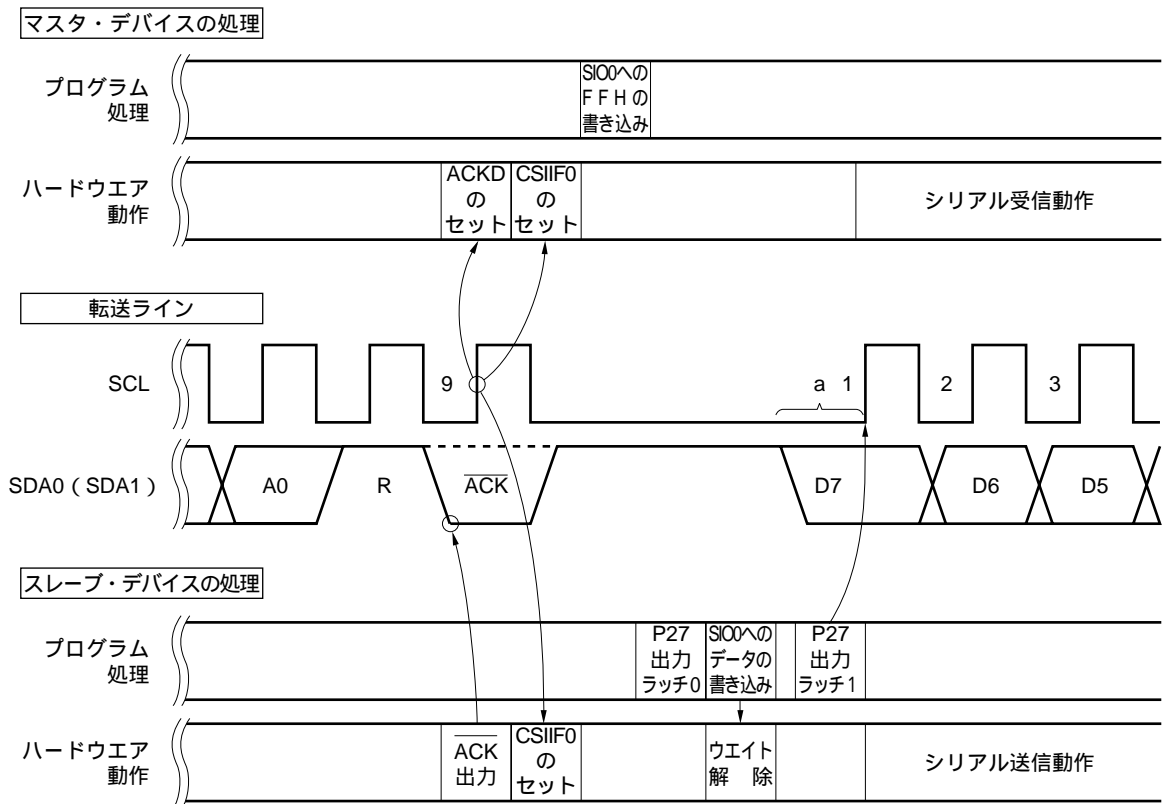 マスタ・デバイスの処理
プログラム
処理
SIO0への
FFHの
書き込み
ハードウエア
動作
ACKD
の
セット
CSIIF0
の
セット
シリアル受信動作
転送ライン
SCL
9
a
1
2
3
SDA0（SDA1）
A0
R
ACK
D7
D6
D5
スレーブ・デバイスの処理
プログラム
処理
P27
出力
ラッチ0
SIO0への
データの
書き込み
P27
出力
ラッチ1
ハードウエア
動作
ACK
出力
CSIIF0
の
セット
ウエイト
解　除
シリアル送信動作